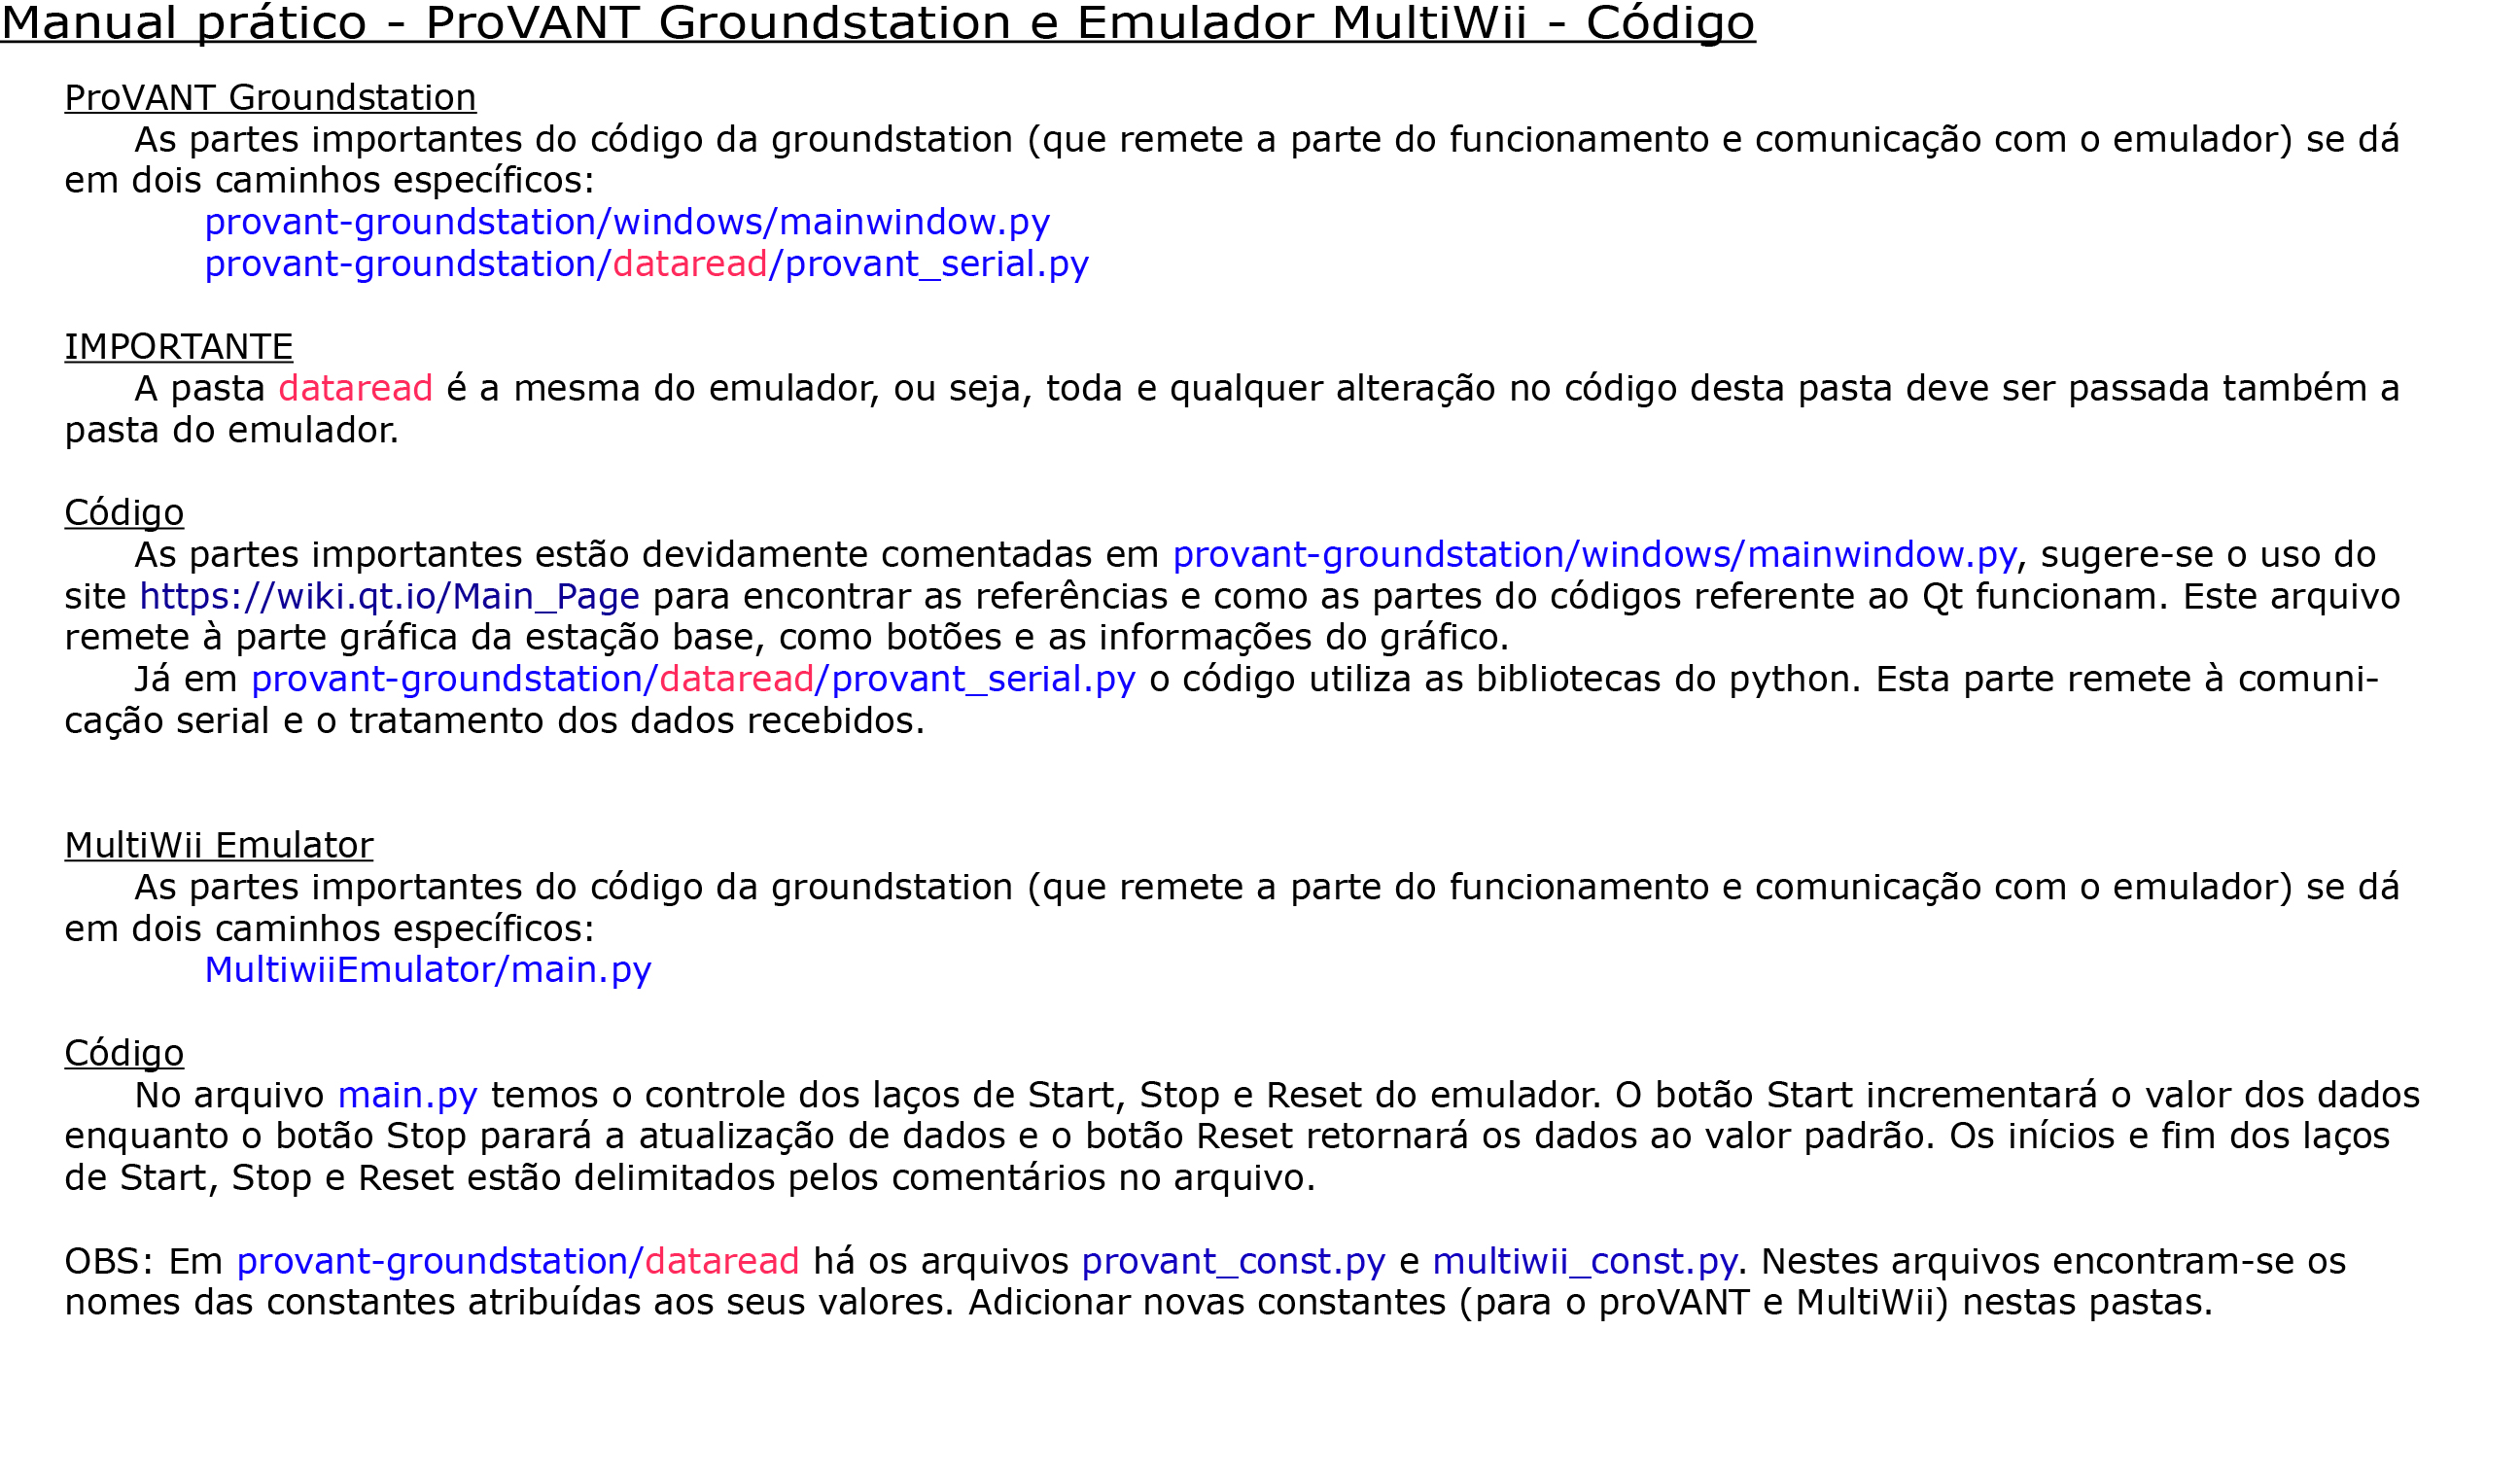 Manual prático - ProVANT Groundstation e Emulador MultiWii - Código
ProVANT Groundstation
As partes importantes do código da groundstation (que remete a parte do funcionamento e comunicação com o emulador) se dá
em dois caminhos específicos:
provant-groundstation/windows/mainwindow.py
provant-groundstation/dataread/provant_serial.py
IMPORTANTE
A pasta dataread é a mesma do emulador, ou seja, toda e qualquer alteração no código desta pasta deve ser passada também a
pasta do emulador.
Código
As partes importantes estão devidamente comentadas em provant-groundstation/windows/mainwindow.py, sugere-se o uso do
site https://wiki.qt.io/Main_Page para encontrar as referências e como as partes do códigos referente ao Qt funcionam. Este arquivo
remete à parte gráfica da estação base, como botões e as informações do gráfico.
Já em provant-groundstation/dataread/provant_serial.py o código utiliza as bibliotecas do python. Esta parte remete à comuni-
cação serial e o tratamento dos dados recebidos.
MultiWii Emulator
As partes importantes do código da groundstation (que remete a parte do funcionamento e comunicação com o emulador) se dá
em dois caminhos específicos:
MultiwiiEmulator/main.py
Código
No arquivo main.py temos o controle dos laços de Start, Stop e Reset do emulador. O botão Start incrementará o valor dos dados
enquanto o botão Stop parará a atualização de dados e o botão Reset retornará os dados ao valor padrão. Os inícios e fim dos laços
de Start, Stop e Reset estão delimitados pelos comentários no arquivo.
OBS: Em provant-groundstation/dataread há os arquivos provant_const.py e multiwii_const.py. Nestes arquivos encontram-se os
nomes das constantes atribuídas aos seus valores. Adicionar novas constantes (para o proVANT e MultiWii) nestas pastas.